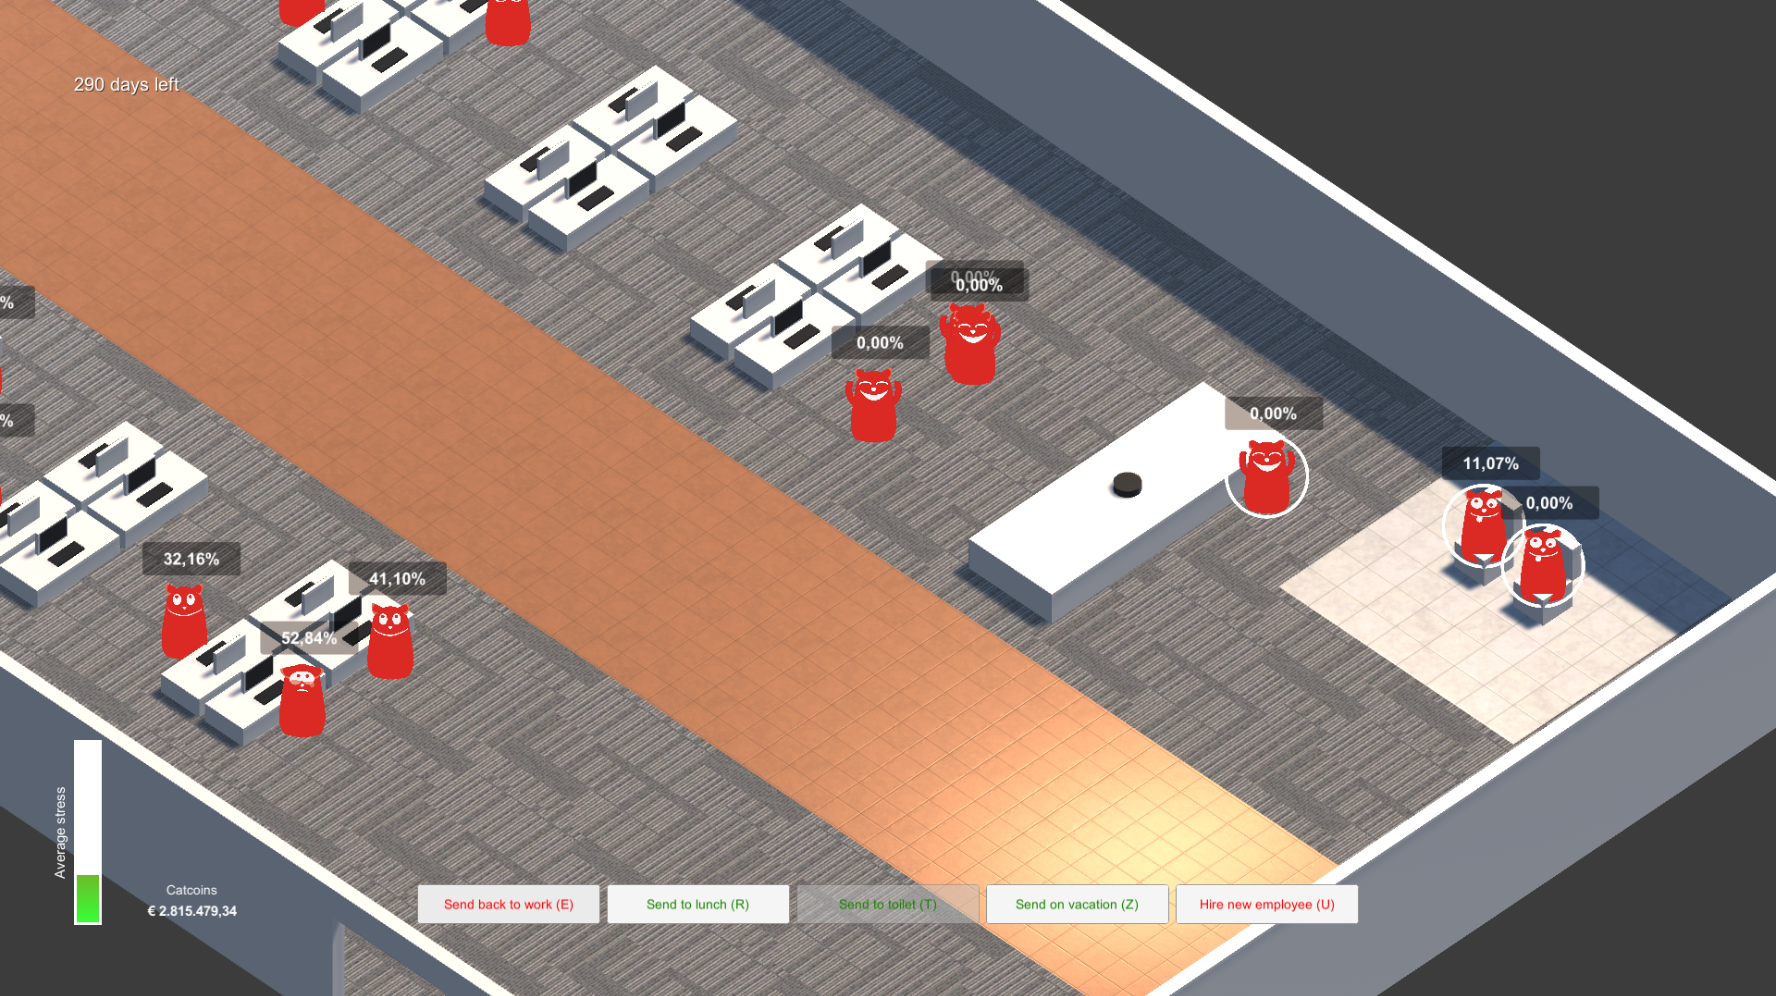 290 days left
0,00%
0,00%
%
0,00%
0,00%
%
11,07%
0,00%
32,16%
41,10%
52,84%
Average stress
Catcoins
€ 2.815.479,34
Send back to work (E)
Send to lunch (R)
Send to toilet (T)
Send on vacation (Z)
Hire new employee (U)